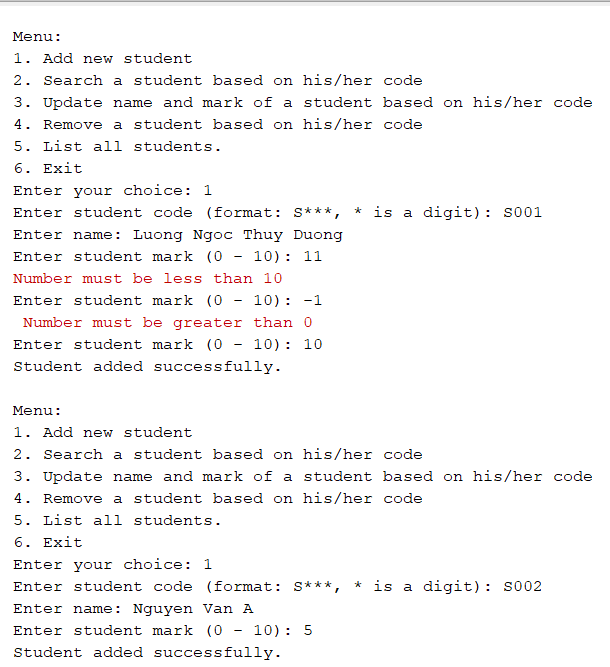 Menu:
1. Add new student
2. Search a student based on his/her code
3. Update name and mark of a student based on his/her code
4. Remove a student based on his/her code
5. List all students.
6. Exit
Enter your choice: 1
Enter student code (format: S***, * is a digit): S001
Enter name: Luong Ngoc Thuy Duong
Enter student mark (0 - 10): 11
Number must be less than 10
Enter student mark (0 - 10): -1
Number must be greater than 0
Enter student mark (0 - 10): 10
Student added successfully.
Menu:
1. Add new student
2. Search a student based on his/her code
3. Update name and mark of a student based on his/her code
4. Remove a student based on his/her code
5. List all students.
6. Exit
Enter your choice: 1
Enter student code (format: S***, * is a digit): S002
Enter name: Nguyen Van A
Enter student mark (0 - 10): 5
Student added successfully.